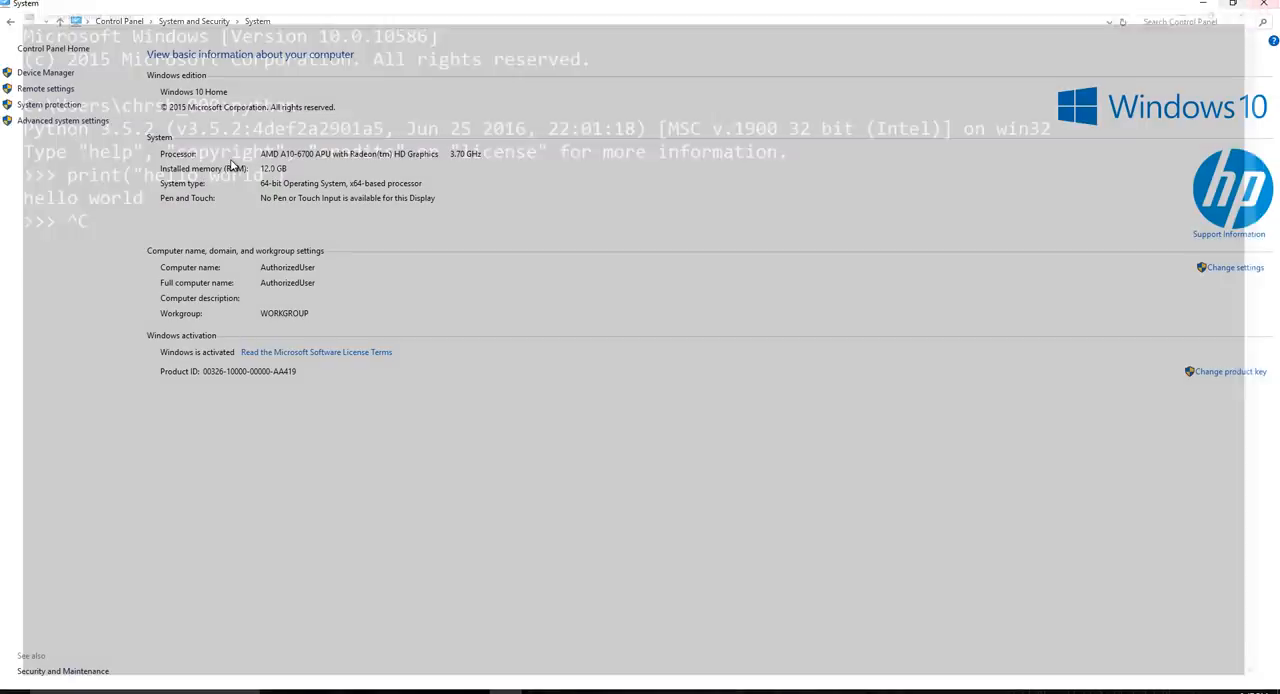 System
Control Panel > System and Security > System
Search Control Panel
Microsoft Windows [Version 10.0.10586]
Control Panel Home
View basic information about your computer
(c) 2015 Microsoft Corporation. All rights reserved.
Device Manager
Windows edition
Remote settings
Windows 10 Home
System protection
© 2015 Microsoft Corporation. All rights reserved.
Windows 10
Advanced system settings
Python 3.5.2 (v3.5.2:4def2a2901a5, Jun 25 2016, 22:01:18) [MSC v.1900 32 bit (Intel)] on win32
System
Type "help", "copyright", "credits" or "license" for more information.
Processor: AMD A10-6700 APU with Radeon(tm) HD Graphics 3.70 GHz
Installed memory (RAM): 12.0 GB
>>> print("hello world
System type: 64-bit Operating System, x64-based processor
hp
Pen and Touch: No Pen or Touch Input is available for this Display
hello world
>>> ^C
Support Information
Computer name, domain, and workgroup settings
Computer name: AuthorizedUser
Change settings
Full computer name: AuthorizedUser
Computer description:
Workgroup: WORKGROUP
Windows activation
Windows is activated Read the Microsoft Software License Terms
Product ID: 00326-10000-00000-AA419
Change product key
See also
Security and Maintenance